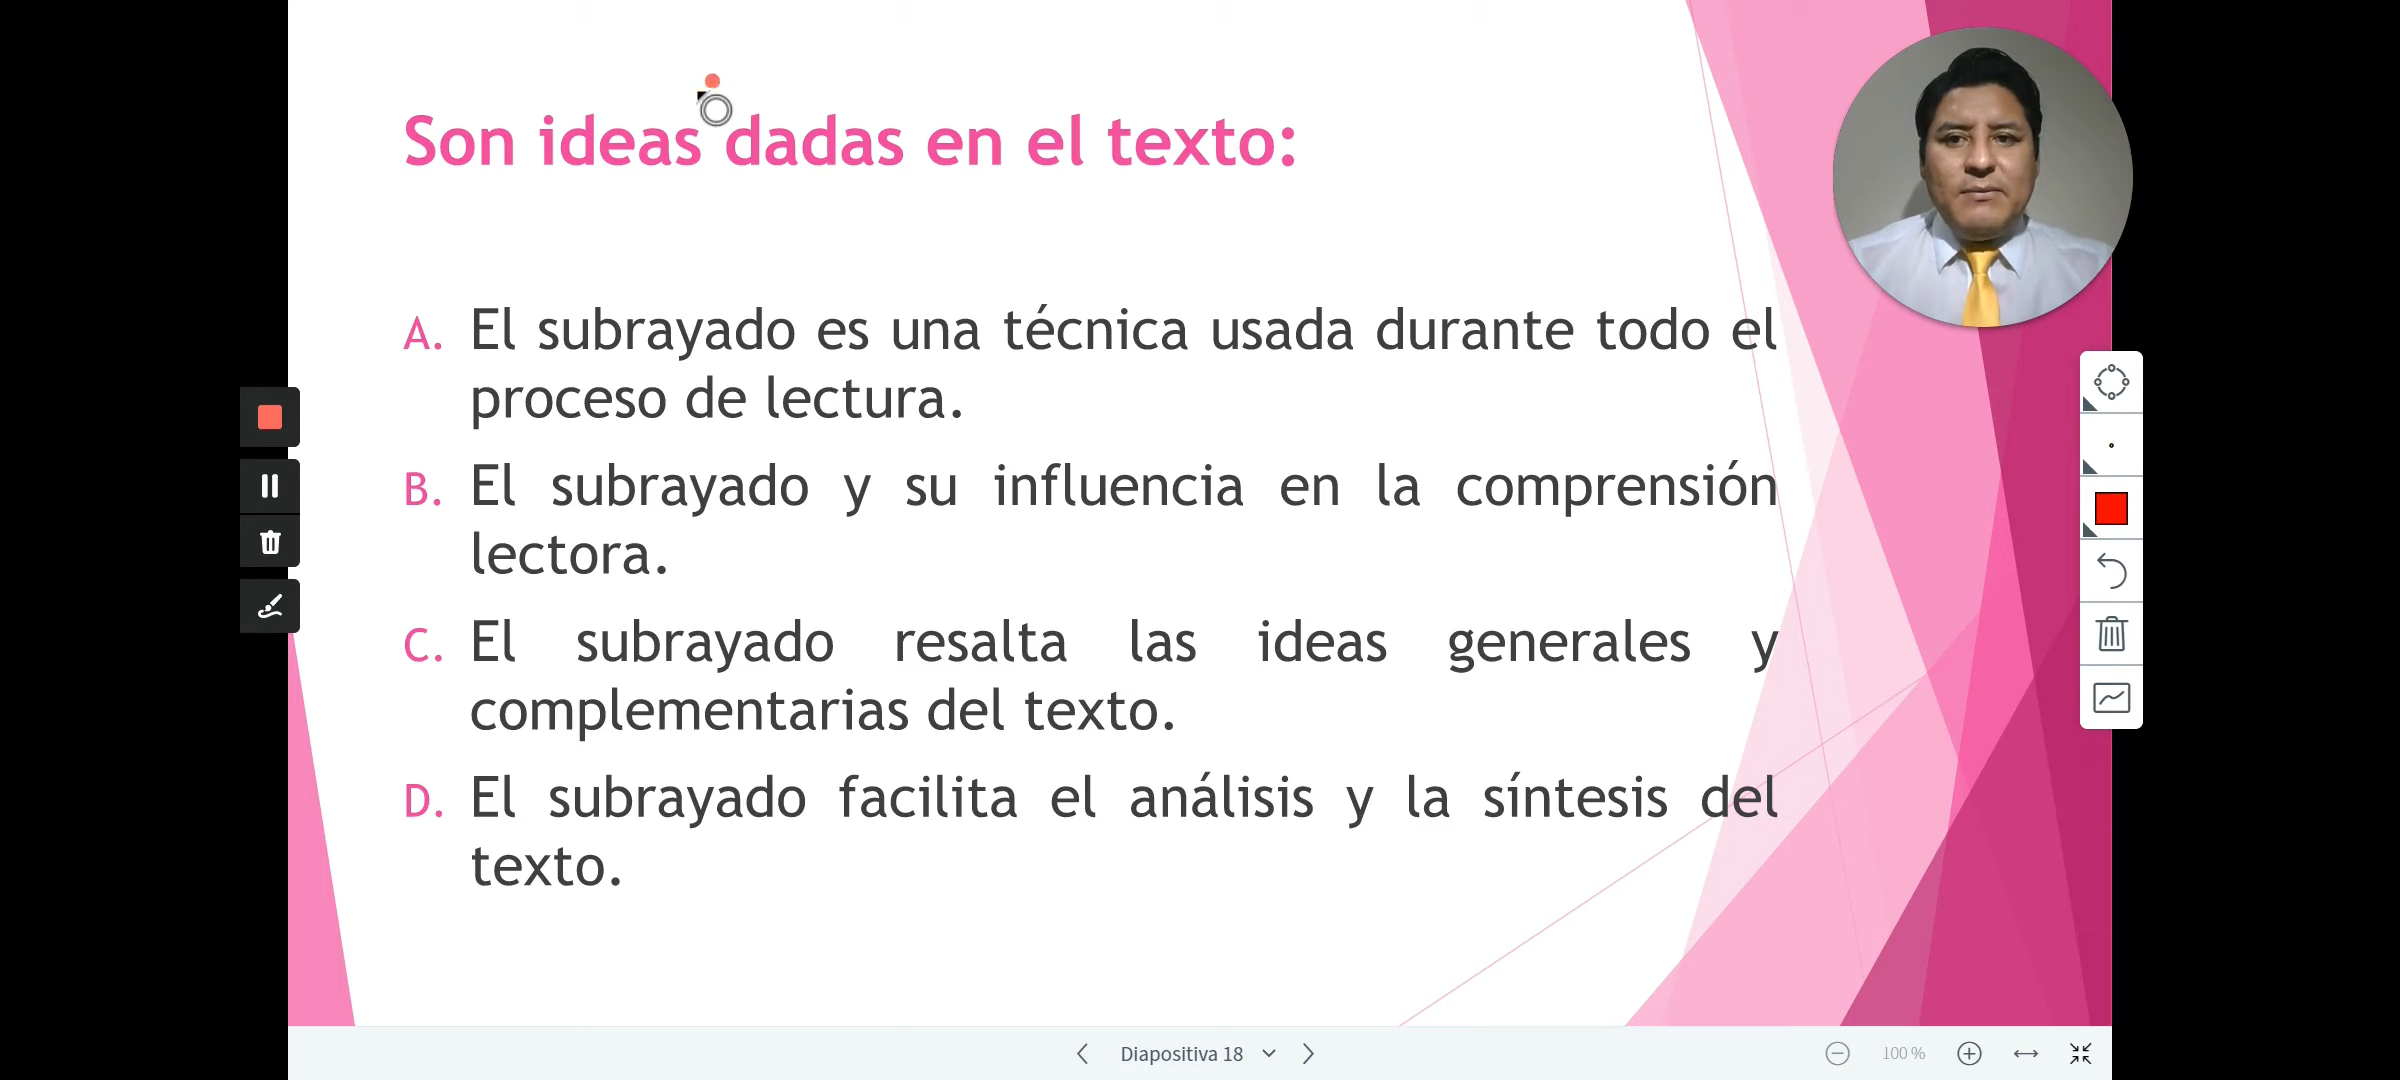 Son ideas dadas en el texto:
A. El subrayado es una técnica usada durante todo el
proceso de lectura.
B. El subrayado y su influencia en la comprensión
lectora.
C. El subrayado resalta las ideas generales y
complementarias del texto.
D. El subrayado facilita el análisis y la síntesis del
texto.
Diapositiva 18
100 %